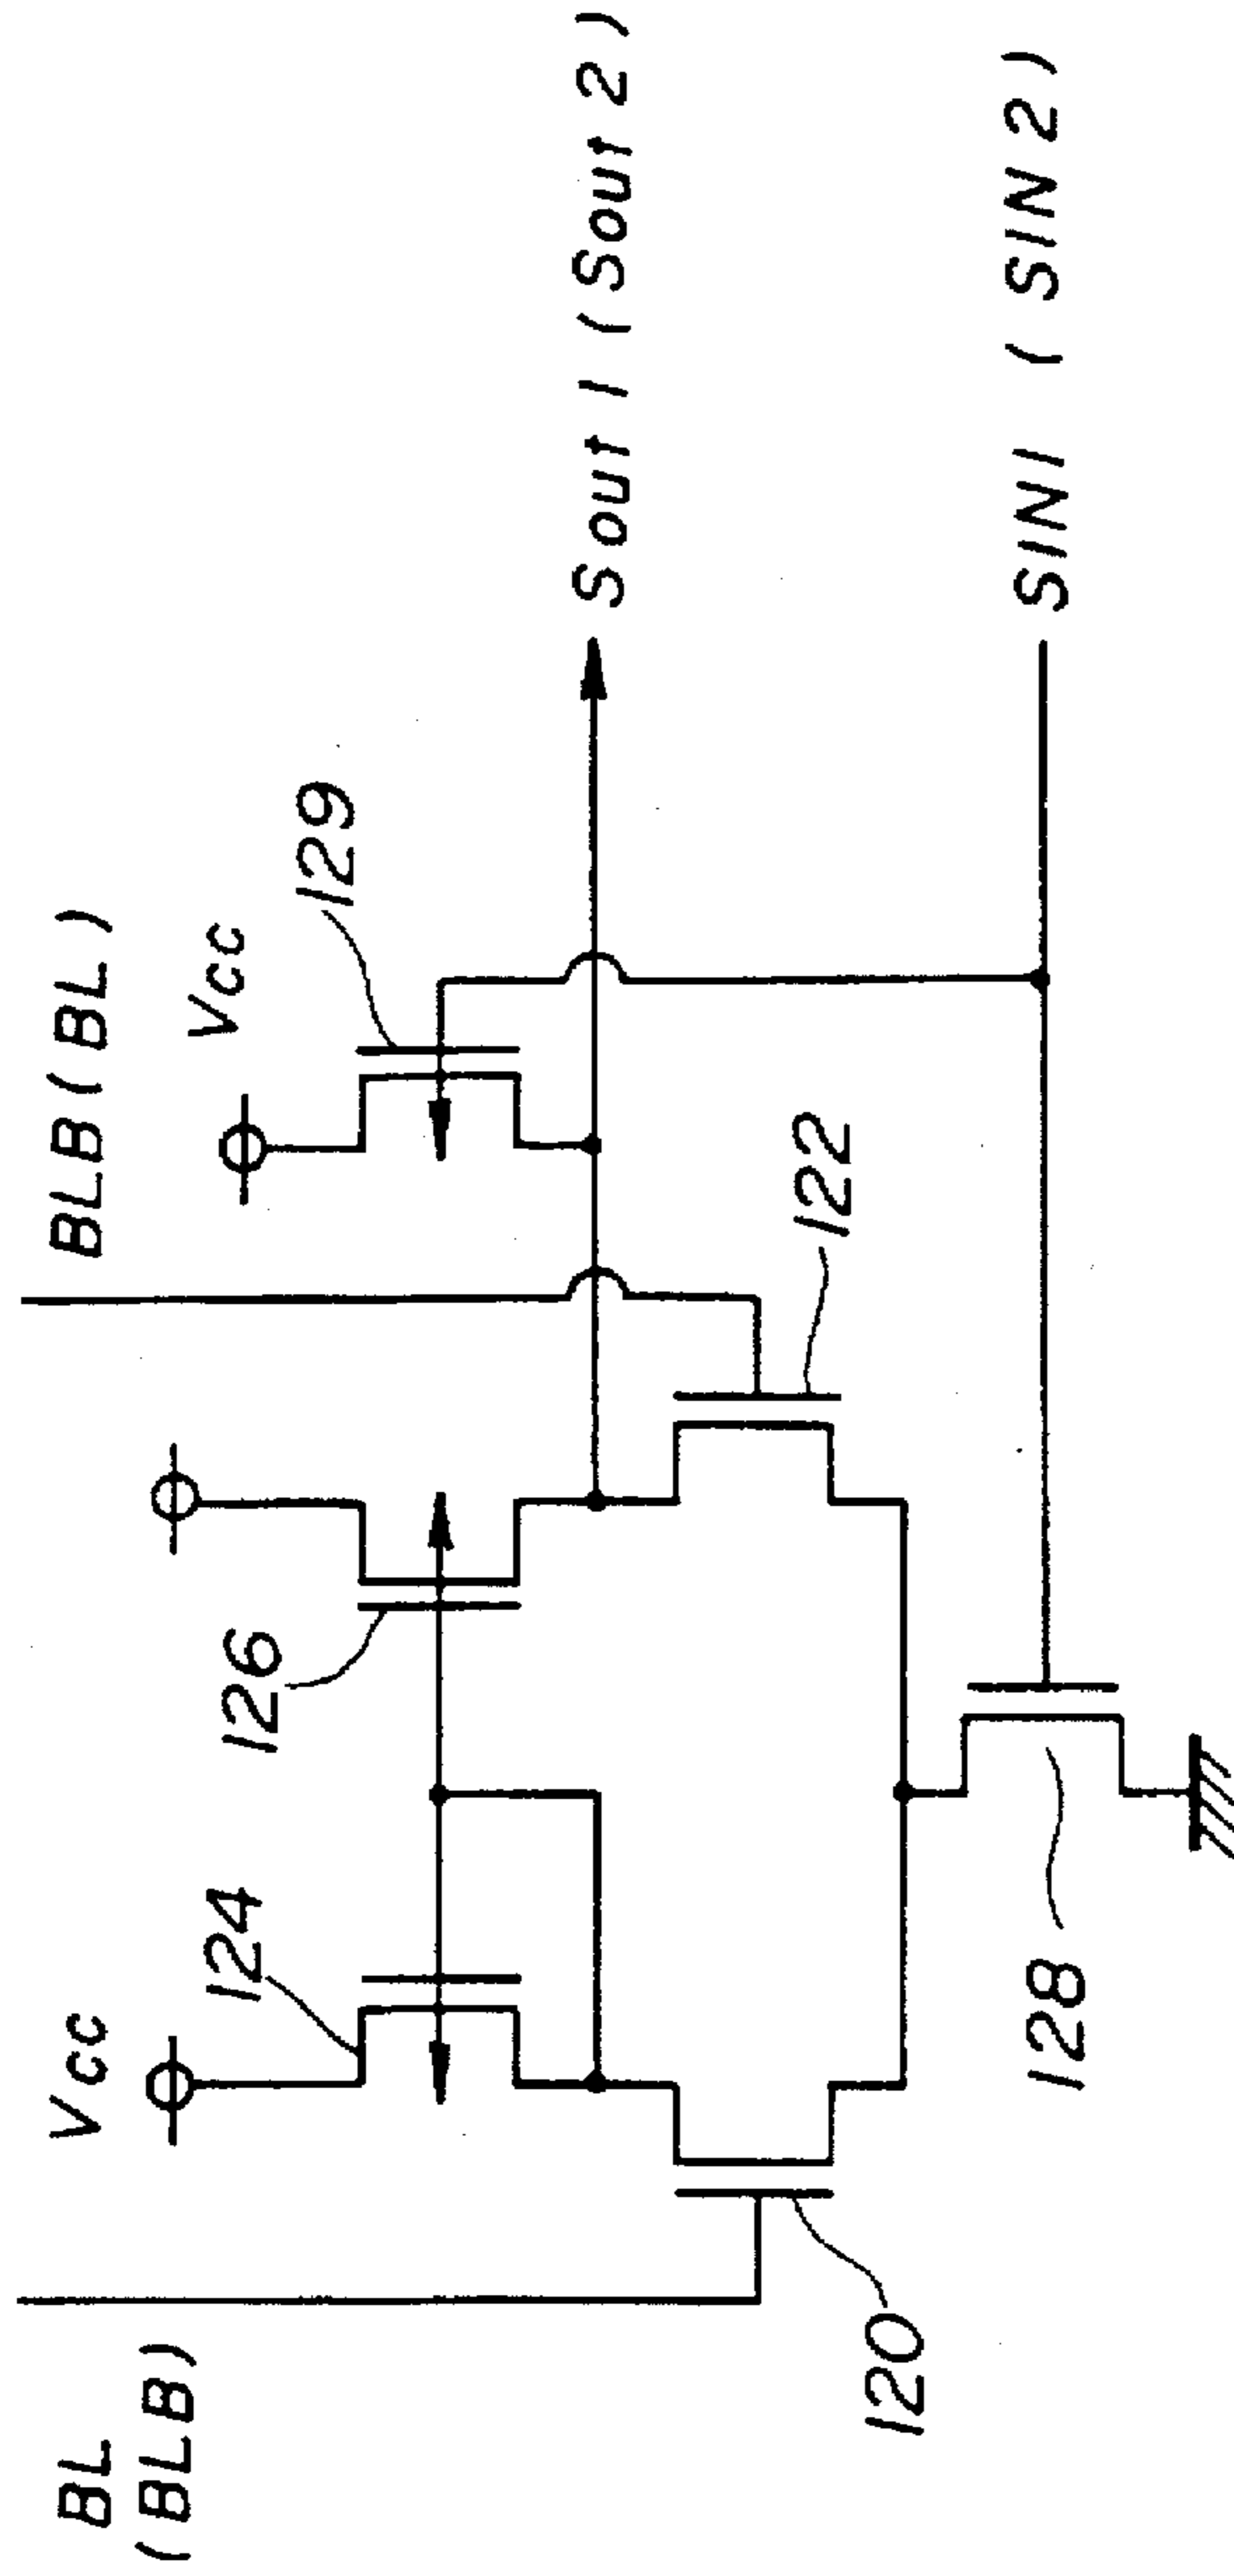 BL
(BLB)
Vcc
124
126
BLB (BL)
Vcc
129
Sout 1 (Sout 2)
122
120
128
SIN1 (SIN2)